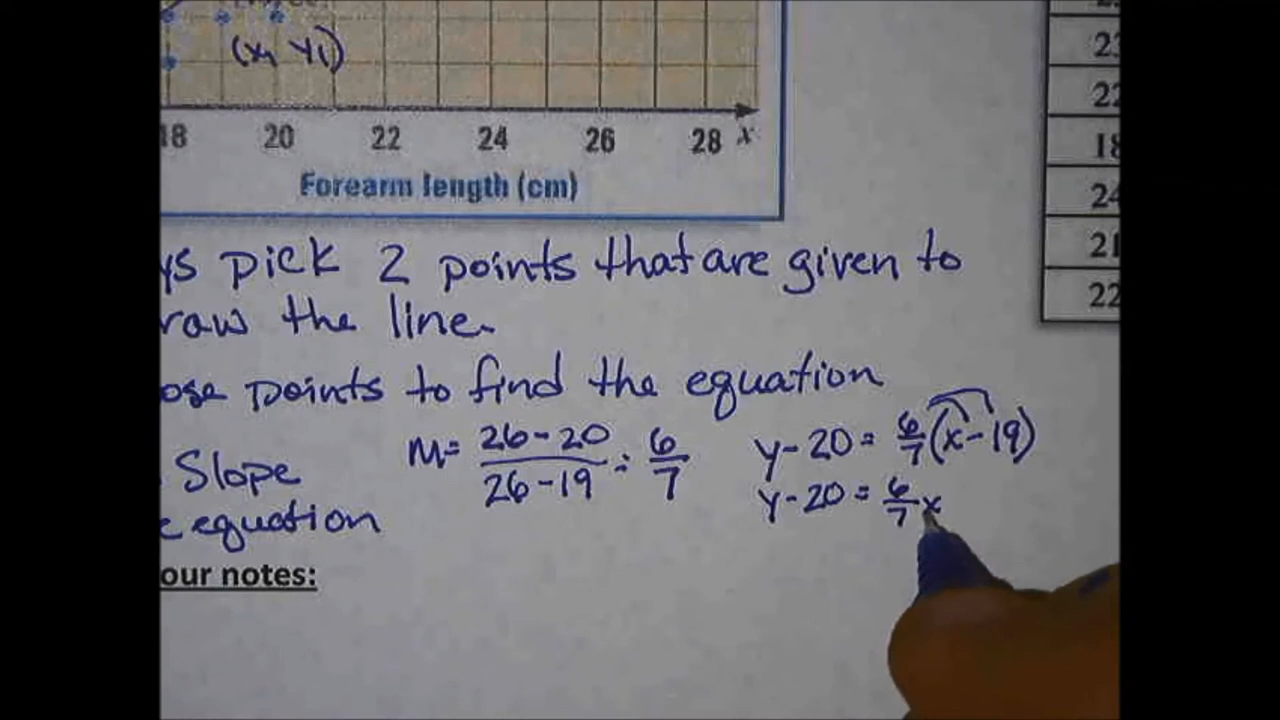 (x1, y1)
18 20 22 24 26 28 x
Forearm length (cm)
23
22
18
24
21
22
ys pick 2 points that are given to
raw the line.
ose points to find the equation
Slope
M = 26-20 / 26-19 = 6/7
y-20 = 6/7(x-19)
y-20 = 6/7x
e equation
our notes: